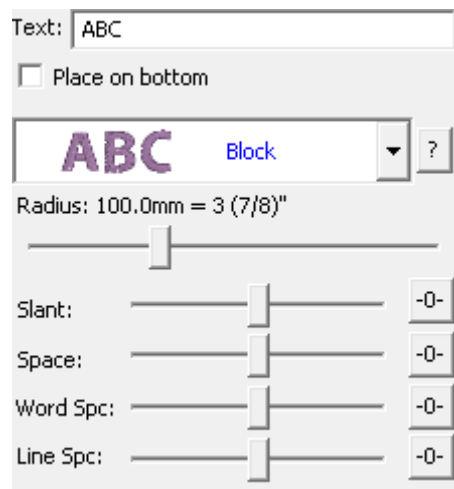 Text: ABC
Place on bottom
ABC Block ?
Radius: 100.0mm = 3 (7/8)"
Slant: -0-
Space: -0-
Word Spc: -0-
Line Spc: -0-